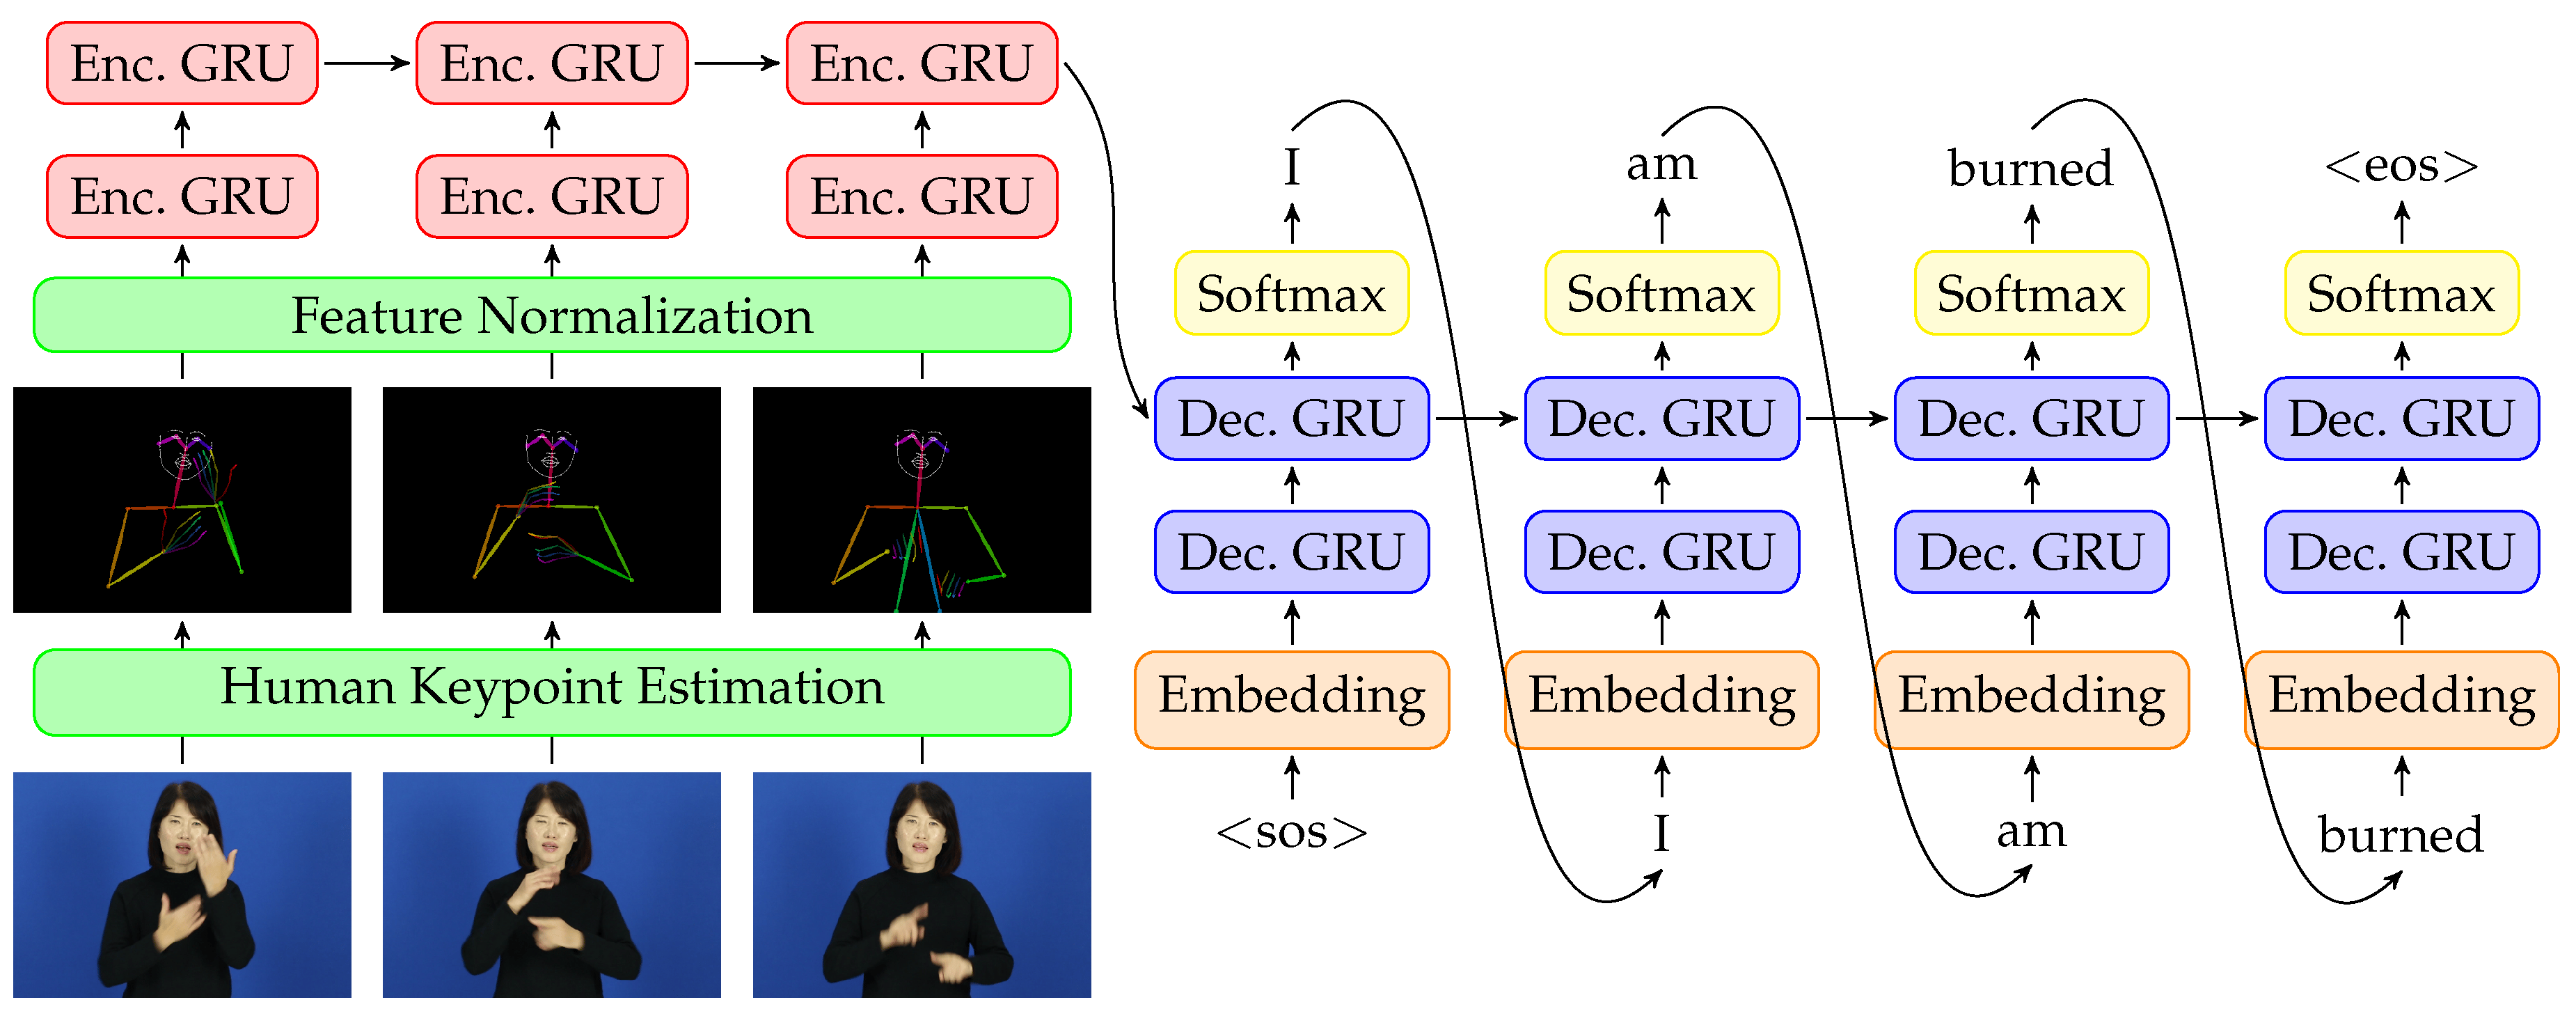 Enc. GRU
Enc. GRU
Enc. GRU
Enc. GRU
Enc. GRU
Enc. GRU
Feature Normalization
Human Keypoint Estimation
I
am
burned
<eos>
Softmax
Softmax
Softmax
Softmax
Dec. GRU
Dec. GRU
Dec. GRU
Dec. GRU
Dec. GRU
Dec. GRU
Dec. GRU
Dec. GRU
Embedding
Embedding
Embedding
Embedding
<sos>
I
am
burned